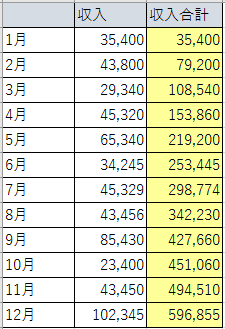 収入 収入合計
1月 35,400 35,400
2月 43,800 79,200
3月 29,340 108,540
4月 45,320 153,860
5月 65,340 219,200
6月 34,245 253,445
7月 45,329 298,774
8月 43,456 342,230
9月 85,430 427,660
10月 23,400 451,060
11月 43,450 494,510
12月 102,345 596,855